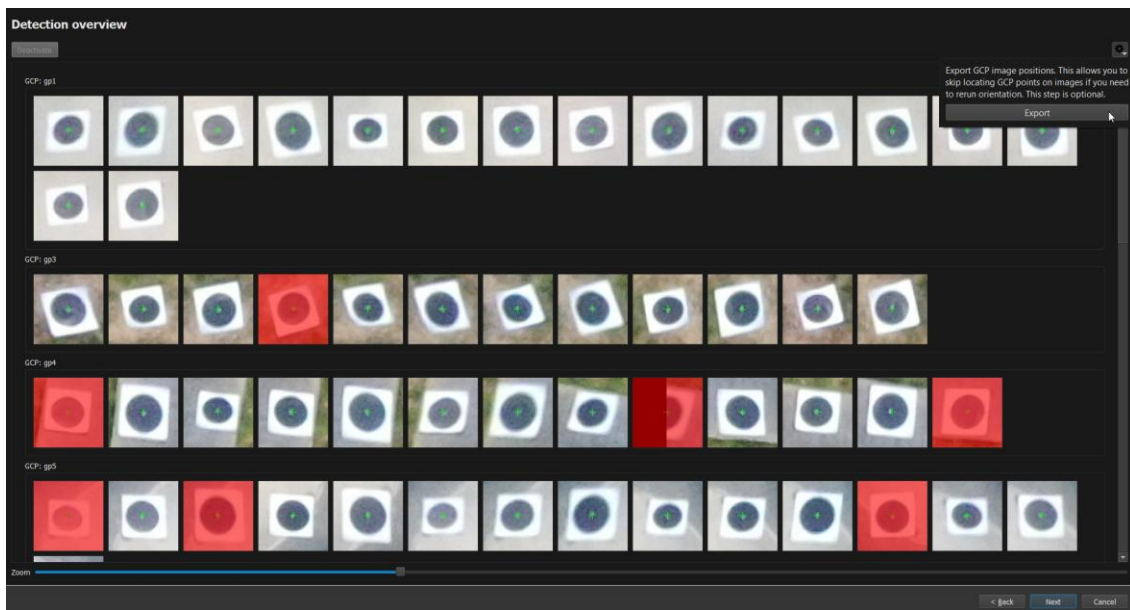 Detection overview
Deactivate
Export GCP image positions. This allows you to
skip locating GCP points on images if you need
to rerun orientation. This step is optional.
Export
GCP: gp1
GCP: gp3
GCP: gp4
GCP: gp5
Zoom
< Back
Next
Cancel